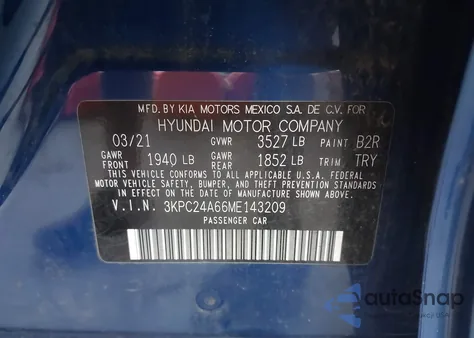 MFD. BY KIA MOTORS MEXICO S.A. DE C.V. FOR
HYUNDAI MOTOR COMPANY
03/21 GVWR 3527 LB PAINT B2R
GAWR FRONT 1940 LB GAWR REAR 1852 LB TRIM TRY
THIS VEHICLE CONFORMS TO ALL APPLICABLE U.S.A. FEDERAL
MOTOR VEHICLE SAFETY, BUMPER, AND THEFT PREVENTION STANDARDS
IN EFFECT ON THE DATE OF MANUFACTURE SHOWN ABOVE.
V.I.N. 3KPC24A66ME143209
PASSENGER CAR
autoSnap